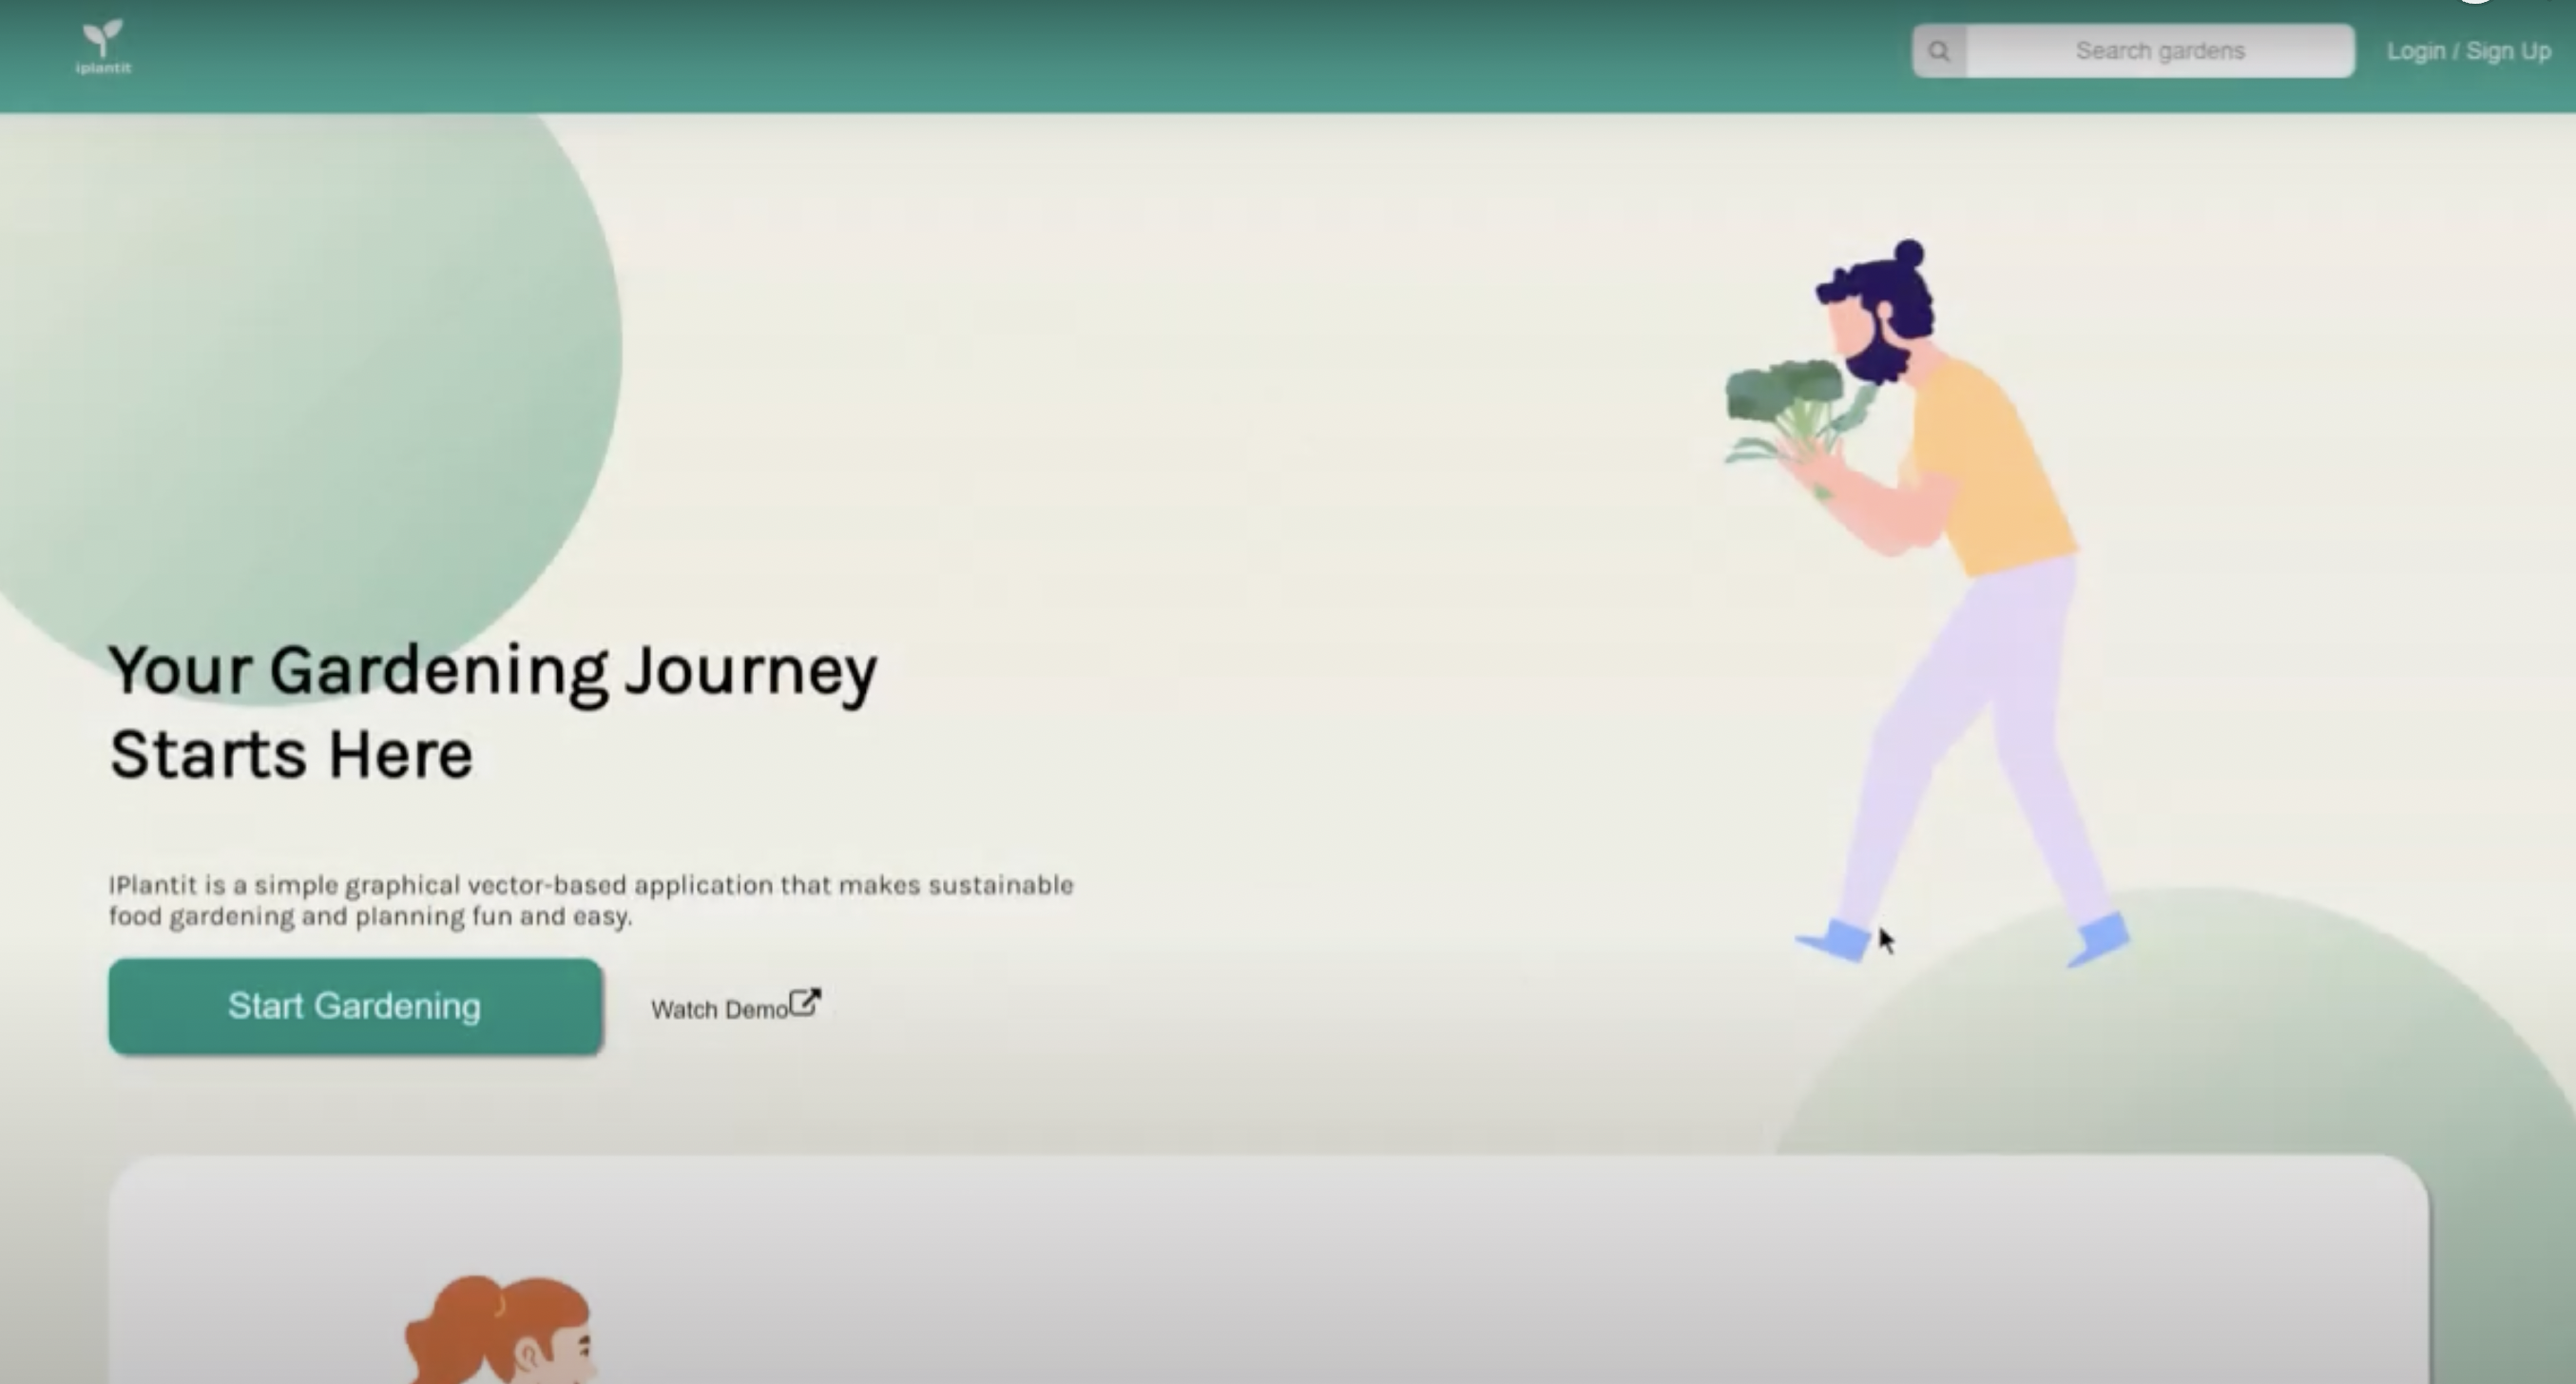 iplantit
Search gardens
Login / Sign Up
Your Gardening Journey
Starts Here
IPlantit is a simple graphical vector-based application that makes sustainable
food gardening and planning fun and easy.
Start Gardening
Watch Demo